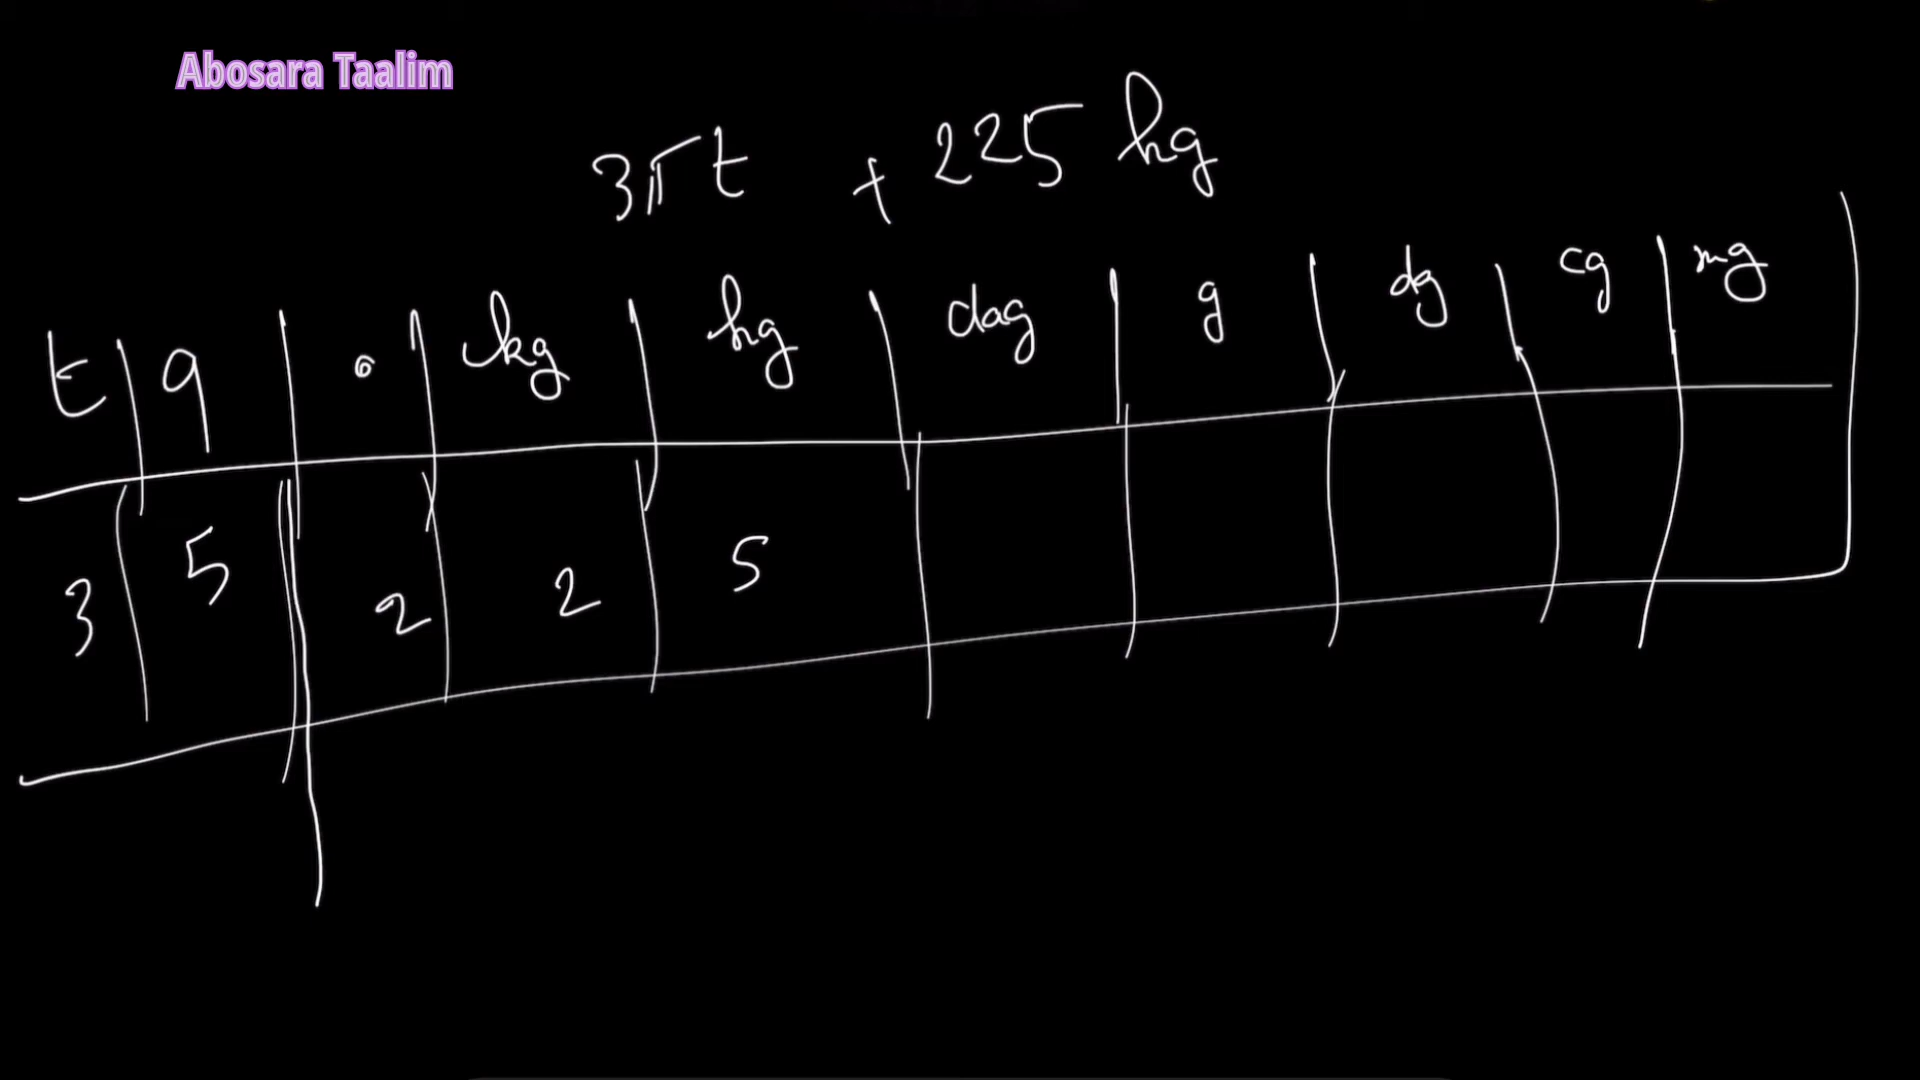 Abosara Taalim
35 t + 225 hg
t q • kg hg dag g dg cg mg
3 5 2 2 5